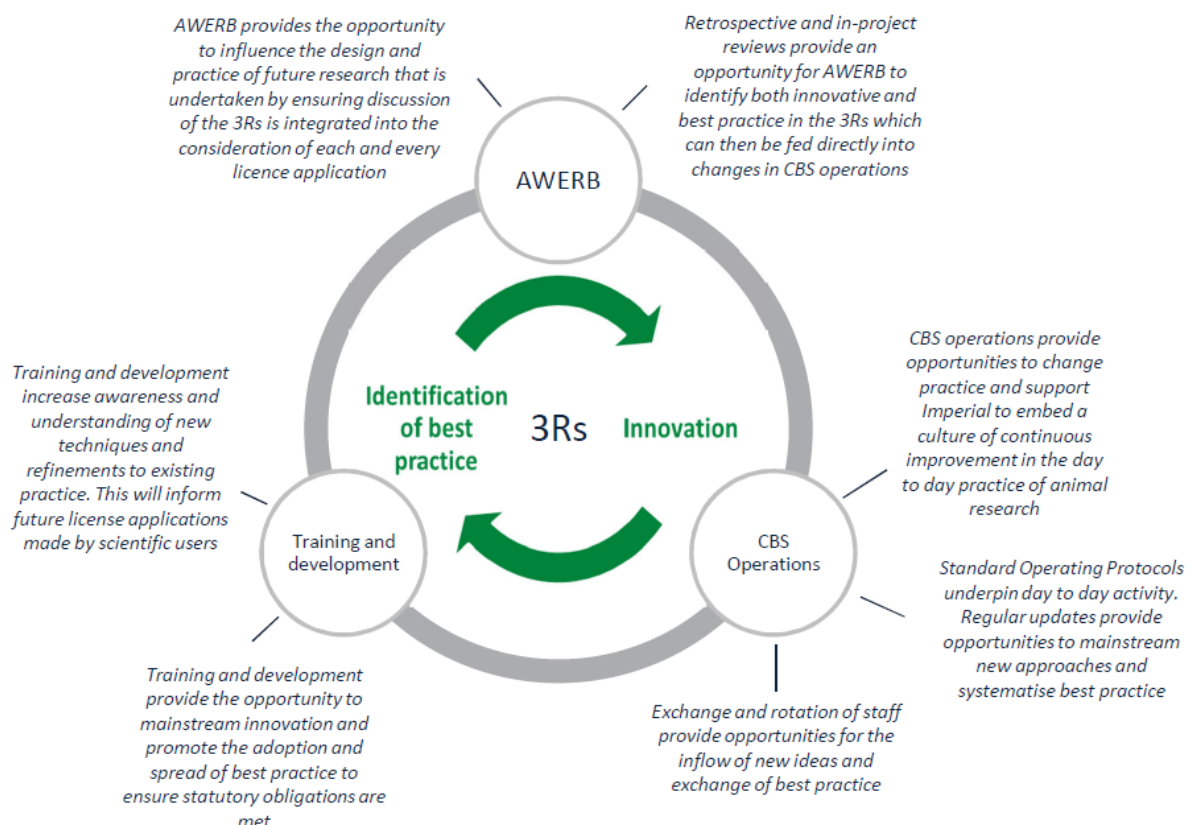 AWERB provides the opportunity
to influence the design and
practice of future research that is
undertaken by ensuring discussion
of the 3Rs is integrated into the
consideration of each and every
licence application
Retrospective and in-project
reviews provide an
opportunity for AWERB to
identify both innovative and
best practice in the 3Rs which
can then be fed directly into
changes in CBS operations
AWERB
Training and development
increase awareness and
understanding of new
techniques and
refinements to existing
practice. This will inform
future license applications
made by scientific users
Identification
of best
practice
3Rs
Innovation
CBS operations provide
opportunities to change
practice and support
Imperial to embed a
culture of continuous
improvement in the day
to day practice of animal
research
Training and
development
CBS
Operations
Standard Operating Protocols
underpin day to day activity.
Regular updates provide
opportunities to mainstream
new approaches and
systematise best practice
Training and development
provide the opportunity to
mainstream innovation and
promote the adoption and
spread of best practice to
ensure statutory obligations are
met
Exchange and rotation of staff
provide opportunities for the
inflow of new ideas and
exchange of best practice